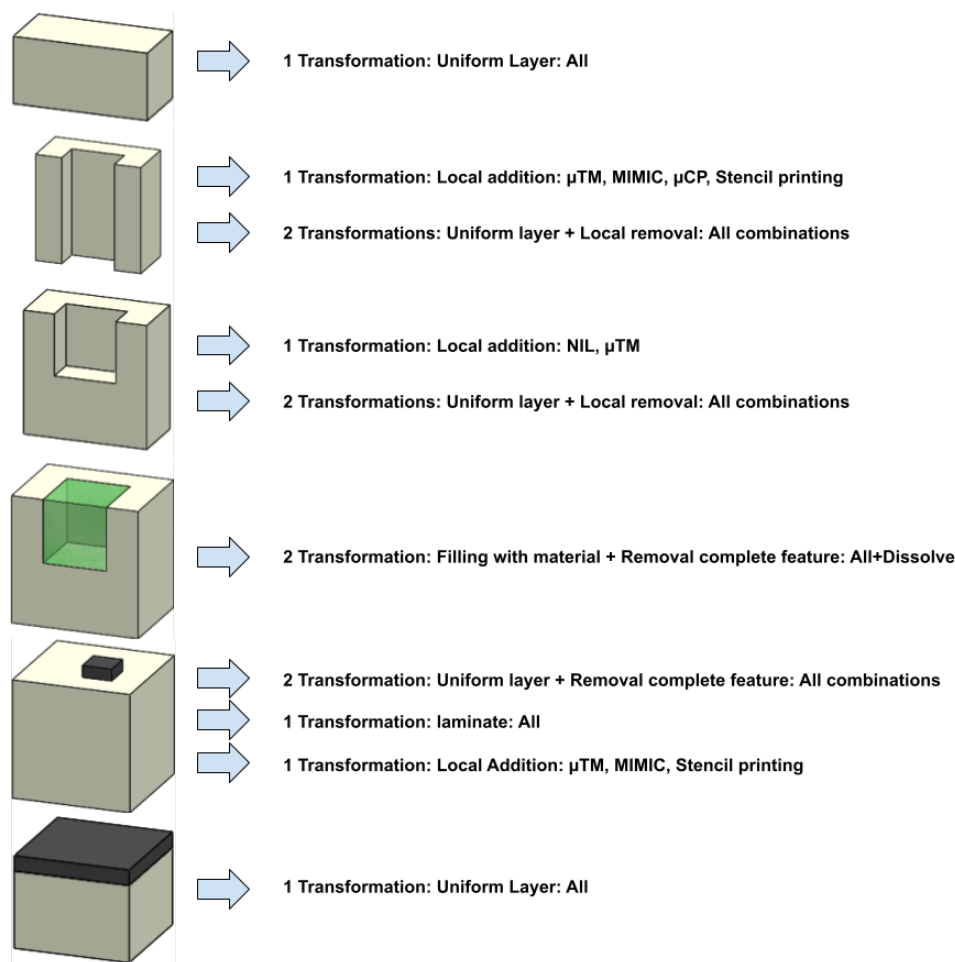 1 Transformation: Uniform Layer: All
1 Transformation: Local addition: µTM, MIMIC, µCP, Stencil printing
2 Transformations: Uniform layer + Local removal: All combinations
1 Transformation: Local addition: NIL, µTM
2 Transformations: Uniform layer + Local removal: All combinations
2 Transformation: Filling with material + Removal complete feature: All+Dissolve
2 Transformation: Uniform layer + Removal complete feature: All combinations
1 Transformation: laminate: All
1 Transformation: Local Addition: µTM, MIMIC, Stencil printing
1 Transformation: Uniform Layer: All